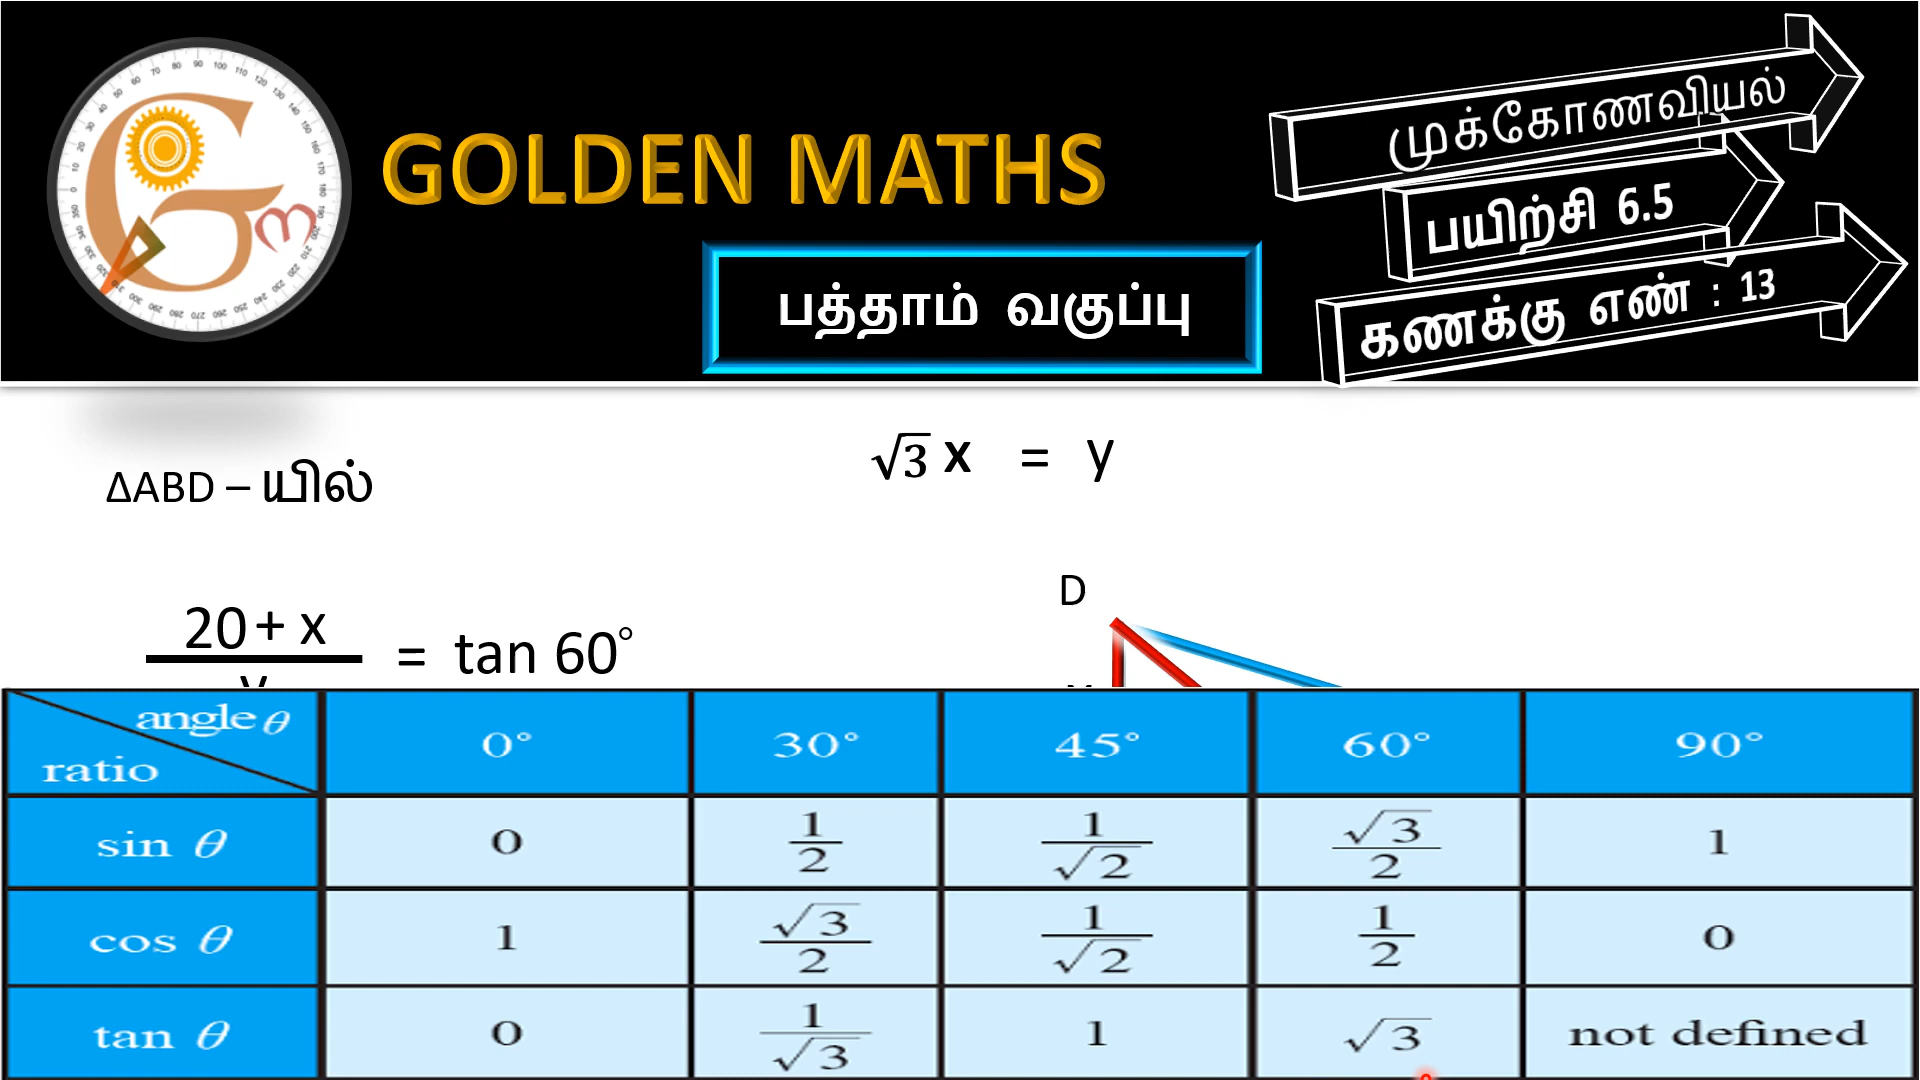 GOLDEN MATHS
பத்தாம் வகுப்பு
முக்கோணவியல்
பயிற்சி 6.5
கணக்கு எண் : 13
√3 x = y
ΔABD – யில்
D
20 + x
= tan 60°
y
angle θ
ratio
0° 30° 45° 60° 90°
sin θ 0 1/2 1/√2 √3/2 1
cos θ 1 √3/2 1/√2 1/2 0
tan θ 0 1/√3 1 √3 not defined